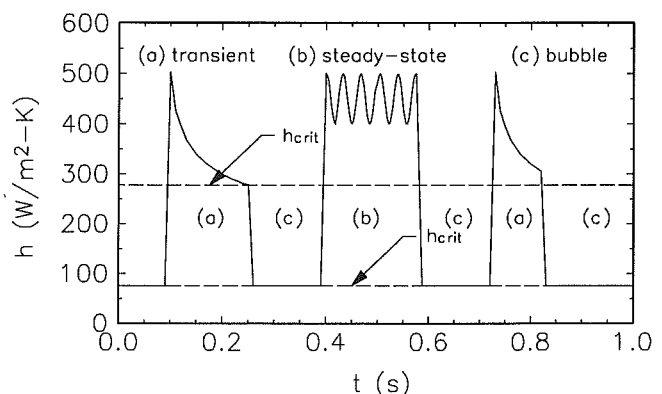 (a) transient (b) steady-state (c) bubble
600
500
400
300
200
100
0
h (W/m²-K)
hcrit
(a) (c) (b) (c) (a) (c)
hcrit
0.0 0.2 0.4 0.6 0.8 1.0
t (s)